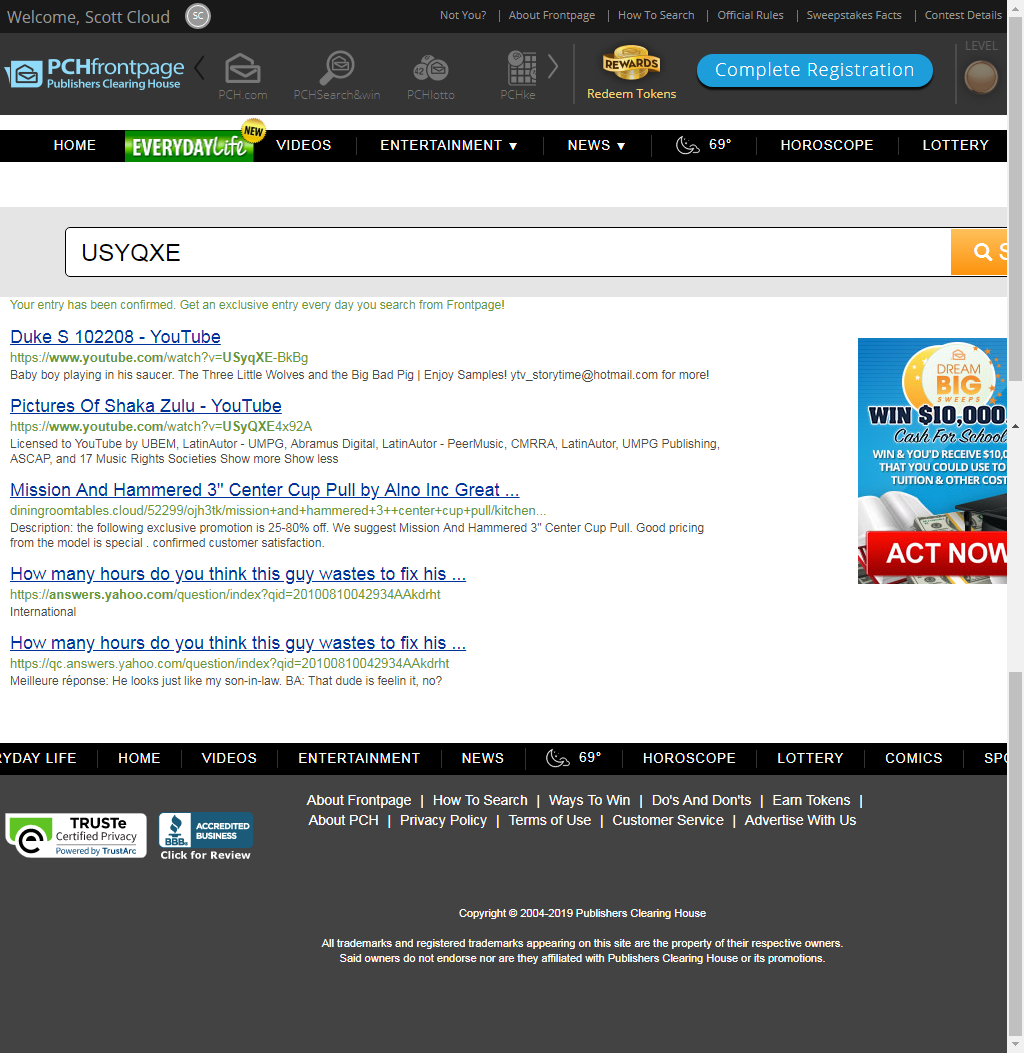 Welcome, Scott Cloud SC
Not You? | About Frontpage | How To Search | Official Rules | Sweepstakes Facts | Contest Details
PCHfrontpage
Publishers Clearing House
PCH.com
PCHSearch&win
42
PCHlotto
PCHke
REWARDS
Redeem Tokens
Complete Registration
LEVEL
HOME
EVERYDAYLife
NEW
VIDEOS
ENTERTAINMENT ▼
NEWS ▼
69°
HOROSCOPE
LOTTERY
USYQXE
S
Your entry has been confirmed. Get an exclusive entry every day you search from Frontpage!
Duke S 102208 - YouTube
https://www.youtube.com/watch?v=USyqXE-BkBg
Baby boy playing in his saucer. The Three Little Wolves and the Big Bad Pig | Enjoy Samples! ytv_storytime@hotmail.com for more!
Pictures Of Shaka Zulu - YouTube
https://www.youtube.com/watch?v=USyQXE4x92A
Licensed to YouTube by UBEM, LatinAutor - UMPG, Abramus Digital, LatinAutor - PeerMusic, CMRRA, LatinAutor, UMPG Publishing,
ASCAP, and 17 Music Rights Societies Show more Show less
Mission And Hammered 3" Center Cup Pull by Alno Inc Great ...
diningroomtables.cloud/52299/ojh3tk/mission+and+hammered+3++center+cup+pull/kitchen...
Description: the following exclusive promotion is 25-80% off. We suggest Mission And Hammered 3" Center Cup Pull. Good pricing
from the model is special . confirmed customer satisfaction.
How many hours do you think this guy wastes to fix his ...
https://answers.yahoo.com/question/index?qid=20100810042934AAkdrht
International
How many hours do you think this guy wastes to fix his ...
https://qc.answers.yahoo.com/question/index?qid=20100810042934AAkdrht
Meilleure réponse: He looks just like my son-in-law. BA: That dude is feelin it, no?
DREAM
BIG
SWEEPS
WIN $10,000
Cash For School
WIN & YOU'D RECEIVE $10,0
THAT YOU COULD USE TO
TUITION & OTHER COST
ACT NOW
RYDAY LIFE
HOME
VIDEOS
ENTERTAINMENT
NEWS
69°
HOROSCOPE
LOTTERY
COMICS
SPO
About Frontpage | How To Search | Ways To Win | Do's And Don'ts | Earn Tokens |
About PCH | Privacy Policy | Terms of Use | Customer Service | Advertise With Us
TRUSTe
Certified Privacy
Powered by TrustArc
BBB.
ACCREDITED
BUSINESS
Click for Review
Copyright © 2004-2019 Publishers Clearing House
All trademarks and registered trademarks appearing on this site are the property of their respective owners.
Said owners do not endorse nor are they affiliated with Publishers Clearing House or its promotions.